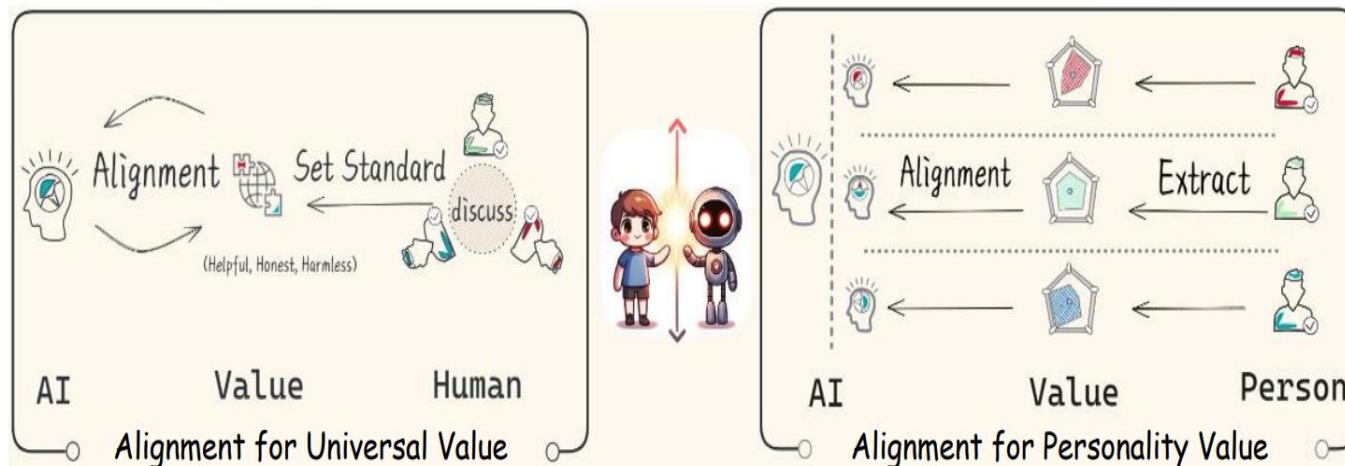 Alignment
Set Standard
discuss
(Helpful, Honest, Harmless)
AI
Value
Human
Alignment for Universal Value
Alignment
Extract
AI
Value
Person
Alignment for Personality Value